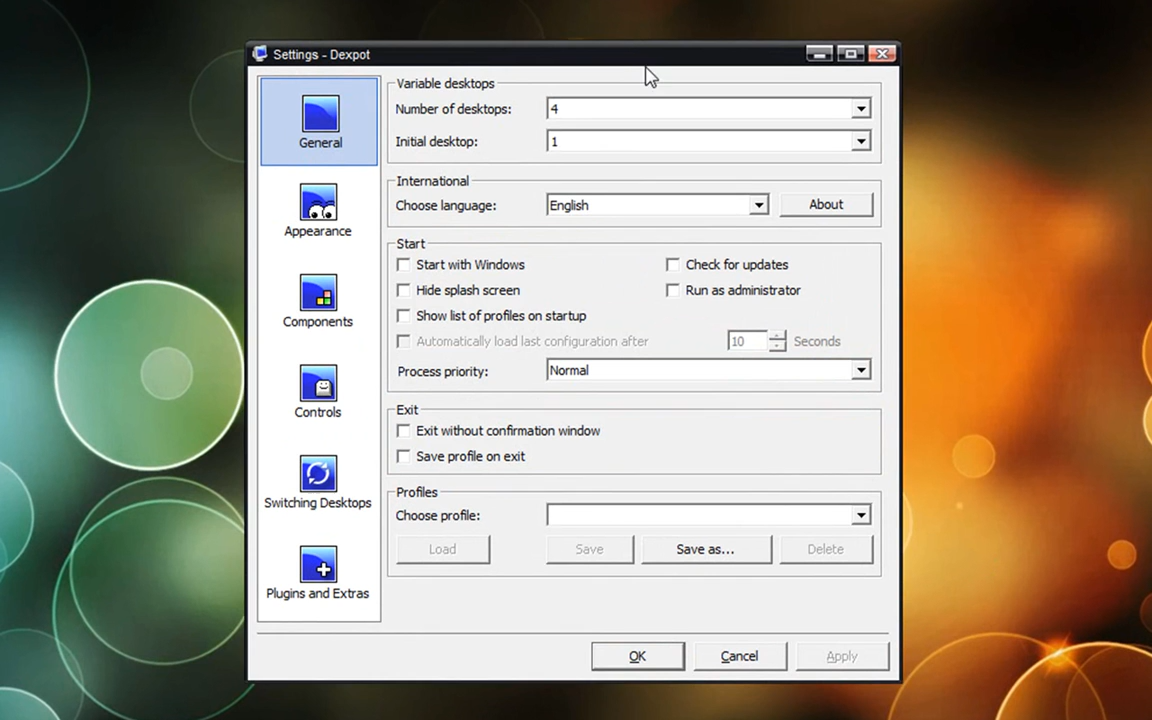 Settings - Dexpot
General
Appearance
Components
Controls
Switching Desktops
Plugins and Extras
Variable desktops
Number of desktops: 4
Initial desktop: 1
International
Choose language: English About
Start
Start with Windows Check for updates
Hide splash screen Run as administrator
Show list of profiles on startup
Automatically load last configuration after 10 Seconds
Process priority: Normal
Exit
Exit without confirmation window
Save profile on exit
Profiles
Choose profile:
Load Save Save as... Delete
OK Cancel Apply